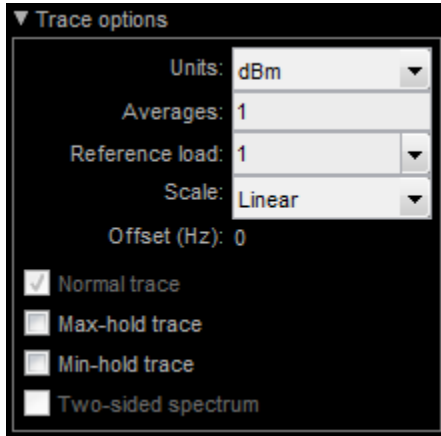 Trace options
Units: dBm
Averages: 1
Reference load: 1
Scale: Linear
Offset (Hz): 0
Normal trace
Max-hold trace
Min-hold trace
Two-sided spectrum